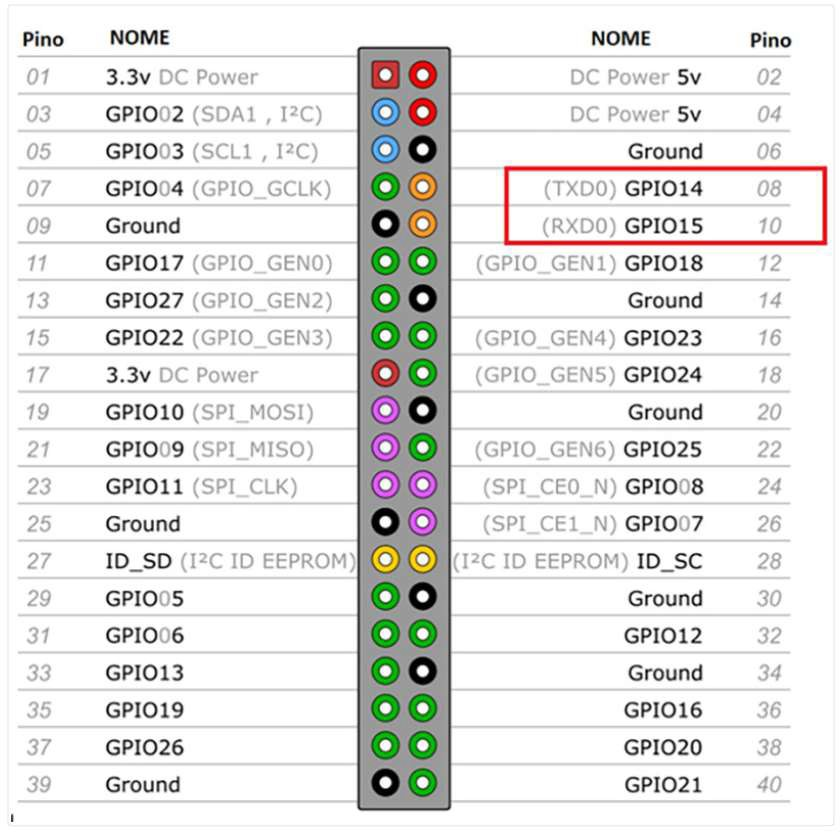 Pino NOME NOME Pino
01 3.3v DC Power DC Power 5v 02
03 GPIO02 (SDA1 , I²C) DC Power 5v 04
05 GPIO03 (SCL1 , I²C) Ground 06
07 GPIO04 (GPIO_GCLK) (TXD0) GPIO14 08
09 Ground (RXD0) GPIO15 10
11 GPIO17 (GPIO_GEN0) (GPIO_GEN1) GPIO18 12
13 GPIO27 (GPIO_GEN2) Ground 14
15 GPIO22 (GPIO_GEN3) (GPIO_GEN4) GPIO23 16
17 3.3v DC Power (GPIO_GEN5) GPIO24 18
19 GPIO10 (SPI_MOSI) Ground 20
21 GPIO09 (SPI_MISO) (GPIO_GEN6) GPIO25 22
23 GPIO11 (SPI_CLK) (SPI_CE0_N) GPIO08 24
25 Ground (SPI_CE1_N) GPIO07 26
27 ID_SD (I²C ID EEPROM) (I²C ID EEPROM) ID_SC 28
29 GPIO05 Ground 30
31 GPIO06 GPIO12 32
33 GPIO13 Ground 34
35 GPIO19 GPIO16 36
37 GPIO26 GPIO20 38
39 Ground GPIO21 40